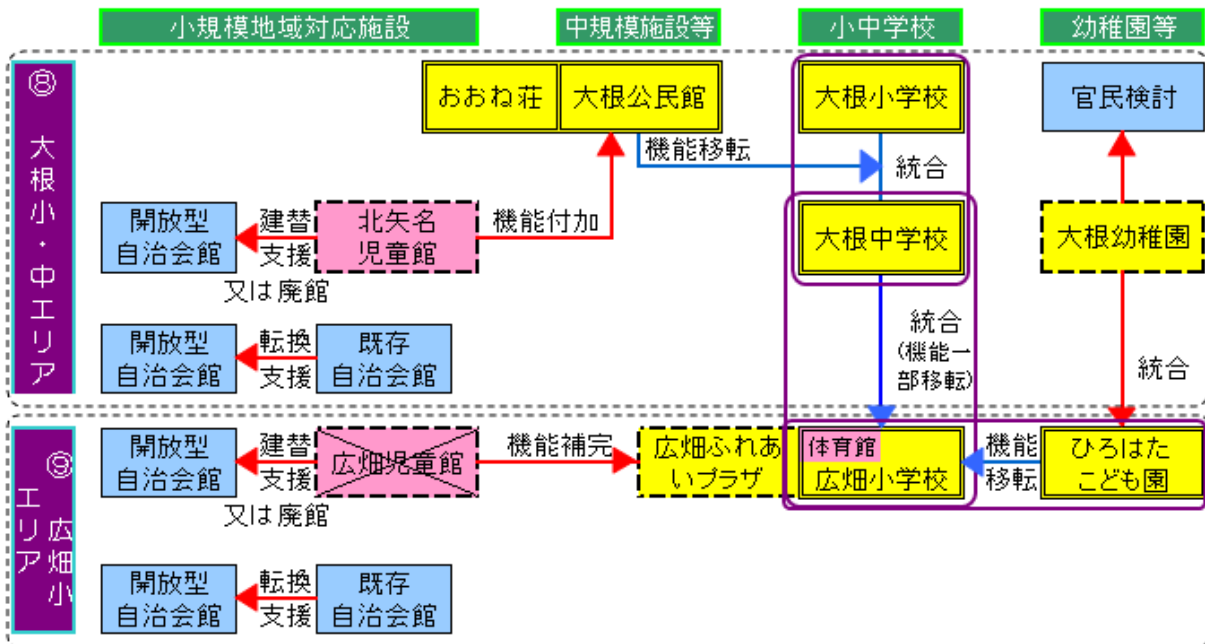 小規模地域対応施設
中規模施設等
小中学校
幼稚園等
⑧ 大根小・中エリア
おおね荘
大根公民館
大根小学校
官民検討
機能移転
統合
開放型
自治会館
建替
支援
又は廃館
北矢名
児童館
機能付加
大根中学校
大根幼稚園
開放型
自治会館
転換
支援
既存
自治会館
統合
(機能一
部移転)
統合
⑨ 広畑小
エリア
開放型
自治会館
建替
支援
又は廃館
広畑児童館
機能補完
広畑ふれあ
いプラザ
体育館
広畑小学校
機能
移転
ひろはた
こども園
開放型
自治会館
転換
支援
既存
自治会館